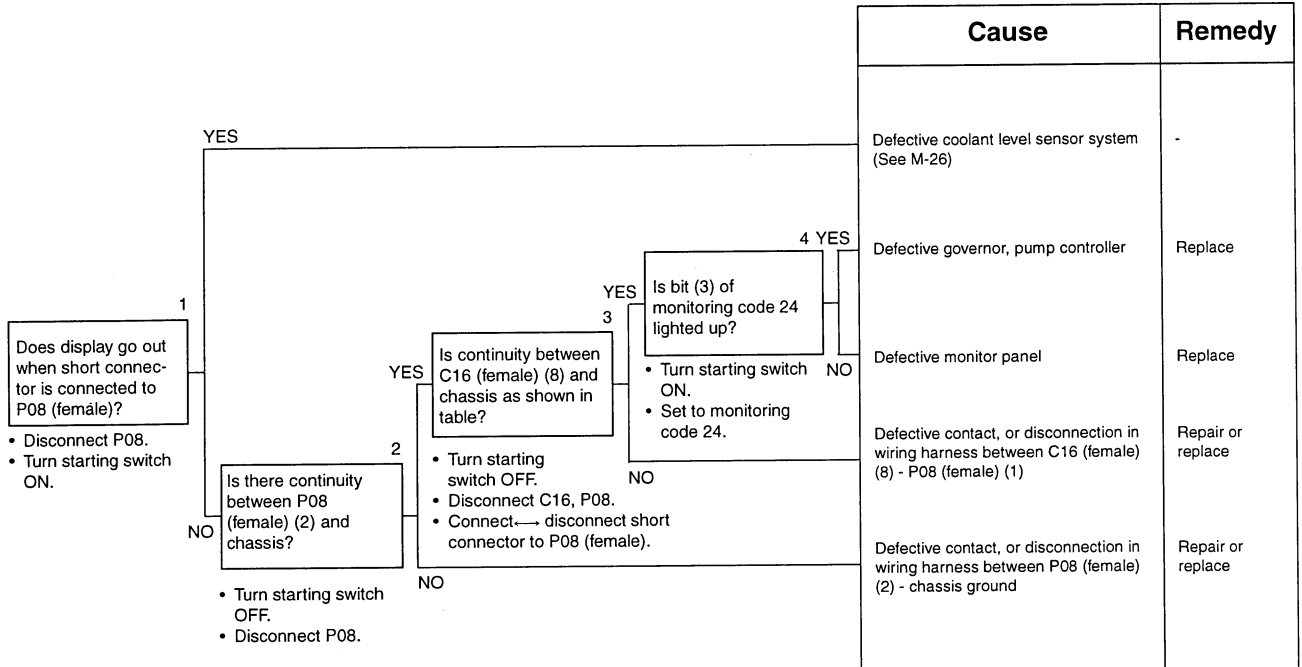 Cause
Remedy
YES
Defective coolant level sensor system
(See M-26)
-
1
Does display go out
when short connec-
tor is connected to
P08 (female)?
• Disconnect P08.
• Turn starting switch
ON.
NO
2
Is there continuity
between P08
(female) (2) and
chassis?
• Turn starting switch
OFF.
• Disconnect P08.
YES
3
Is continuity between
C16 (female) (8) and
chassis as shown in
table?
• Turn starting
switch OFF.
• Disconnect C16, P08.
• Connect←→ disconnect short
connector to P08 (female).
NO
YES
4
Is bit (3) of
monitoring code 24
lighted up?
• Turn starting switch
ON.
• Set to monitoring
code 24.
NO
YES
Defective governor, pump controller
Replace
NO
Defective monitor panel
Replace
Defective contact, or disconnection in
wiring harness between C16 (female)
(8) - P08 (female) (1)
Repair or
replace
Defective contact, or disconnection in
wiring harness between P08 (female)
(2) - chassis ground
Repair or
replace